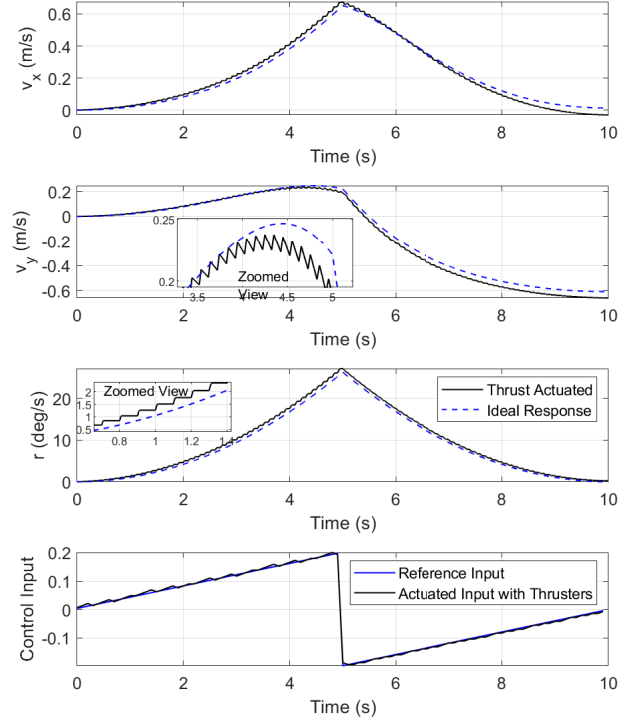 0.6
0.4
0.2
0
v_x (m/s)
0 2 4 6 8 10
Time (s)
0.2
0
-0.2
-0.4
-0.6
v_y (m/s)
0.25
0.2
Zoomed
View
3.5 4 4.5 5
0 2 4 6 8 10
Time (s)
20
10
0
r (deg/s)
Zoomed View
2
1.5
1
0.5
0.8 1 1.2 1.4
Thrust Actuated
Ideal Response
0 2 4 6 8 10
Time (s)
0.2
0.1
0
-0.1
Control Input
Reference Input
Actuated Input with Thrusters
0 2 4 6 8 10
Time (s)